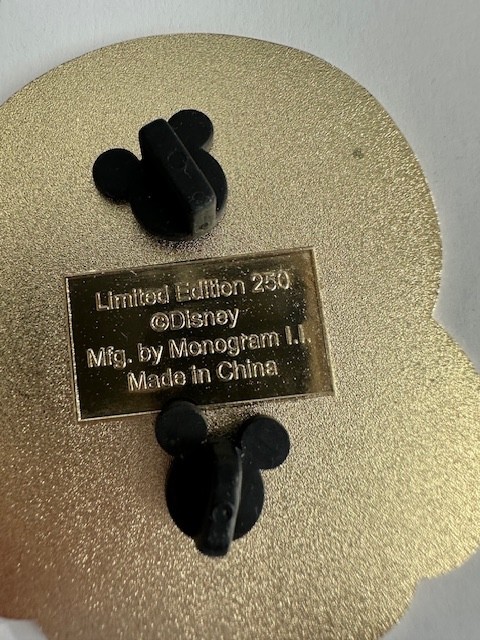 Limited Edition 250
©Disney
Mfg. by Monogram I.I.
Made in China